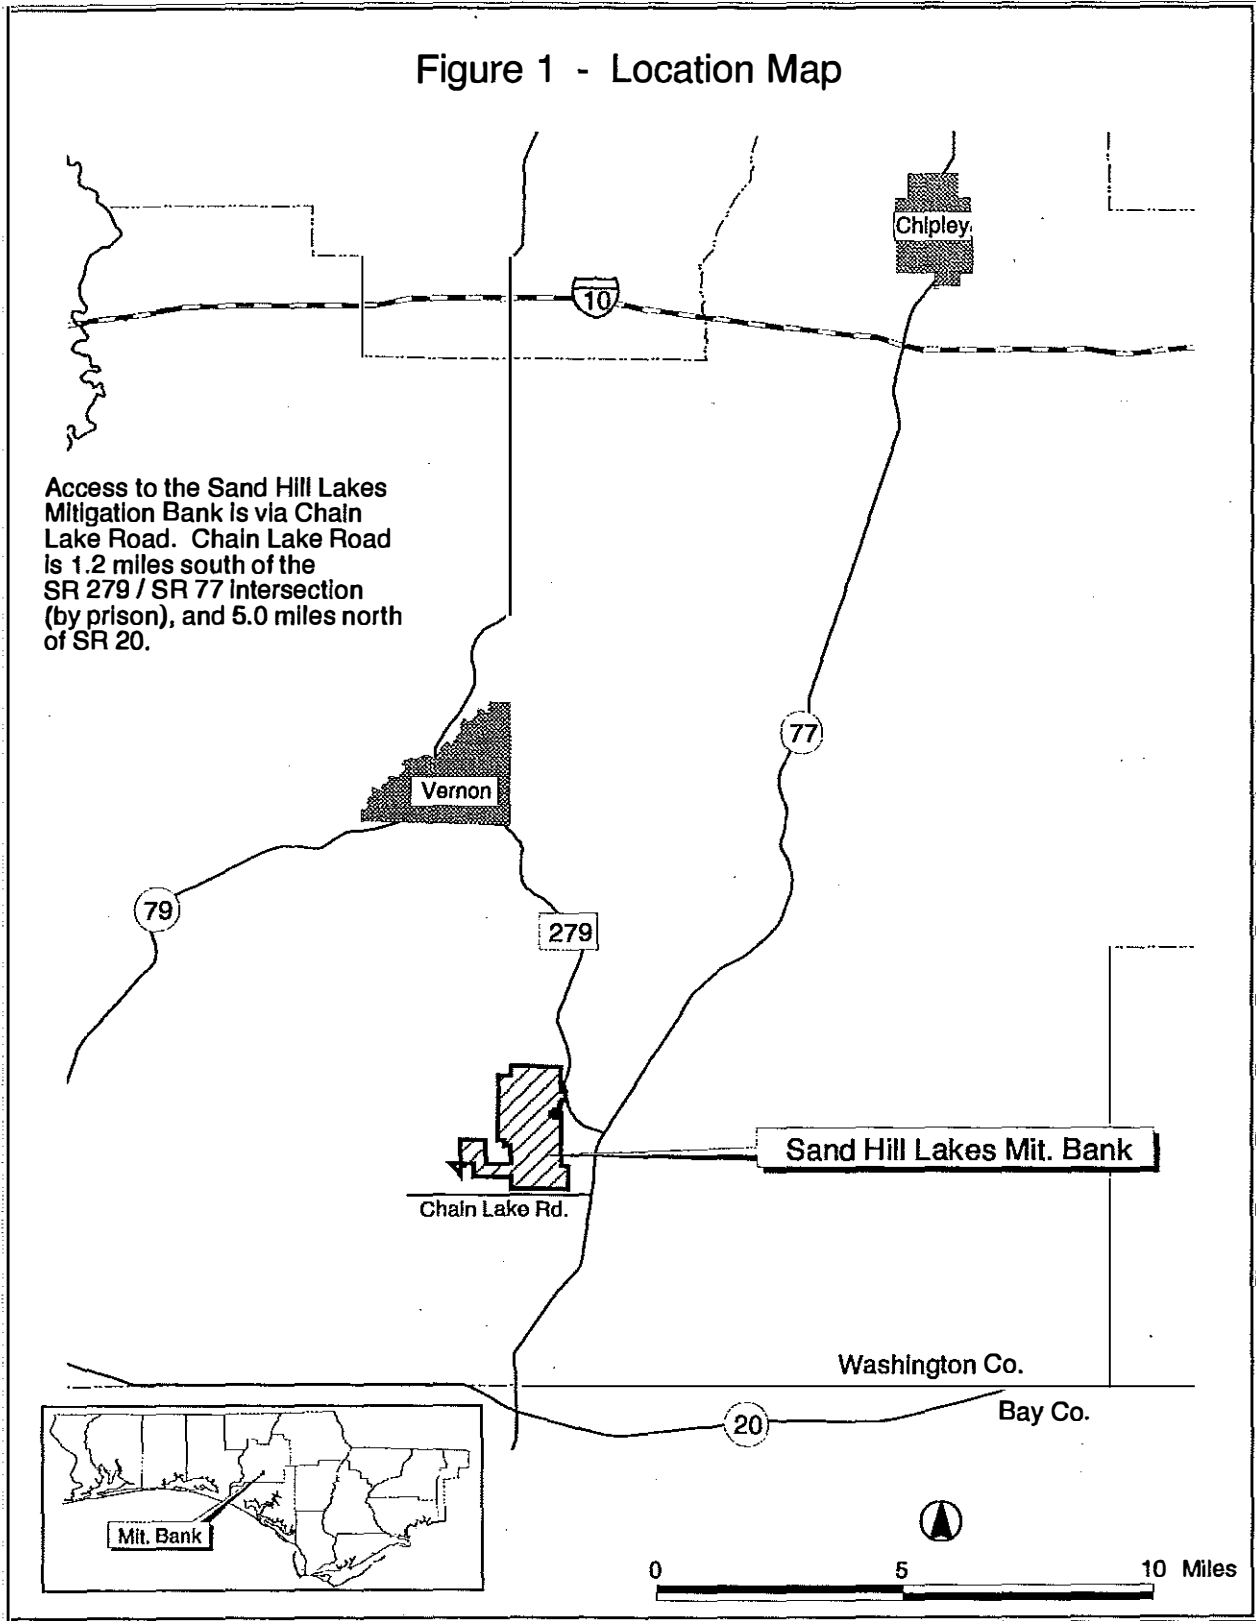 Figure 1 - Location Map
Chipley
10
Access to the Sand Hill Lakes
Mitigation Bank is via Chain
Lake Road. Chain Lake Road
is 1.2 miles south of the
SR 279 / SR 77 intersection
(by prison), and 5.0 miles north
of SR 20.
77
Vernon
79
279
Sand Hill Lakes Mit. Bank
Chain Lake Rd.
Washington Co.
Bay Co.
20
Mit. Bank
0 5 10 Miles